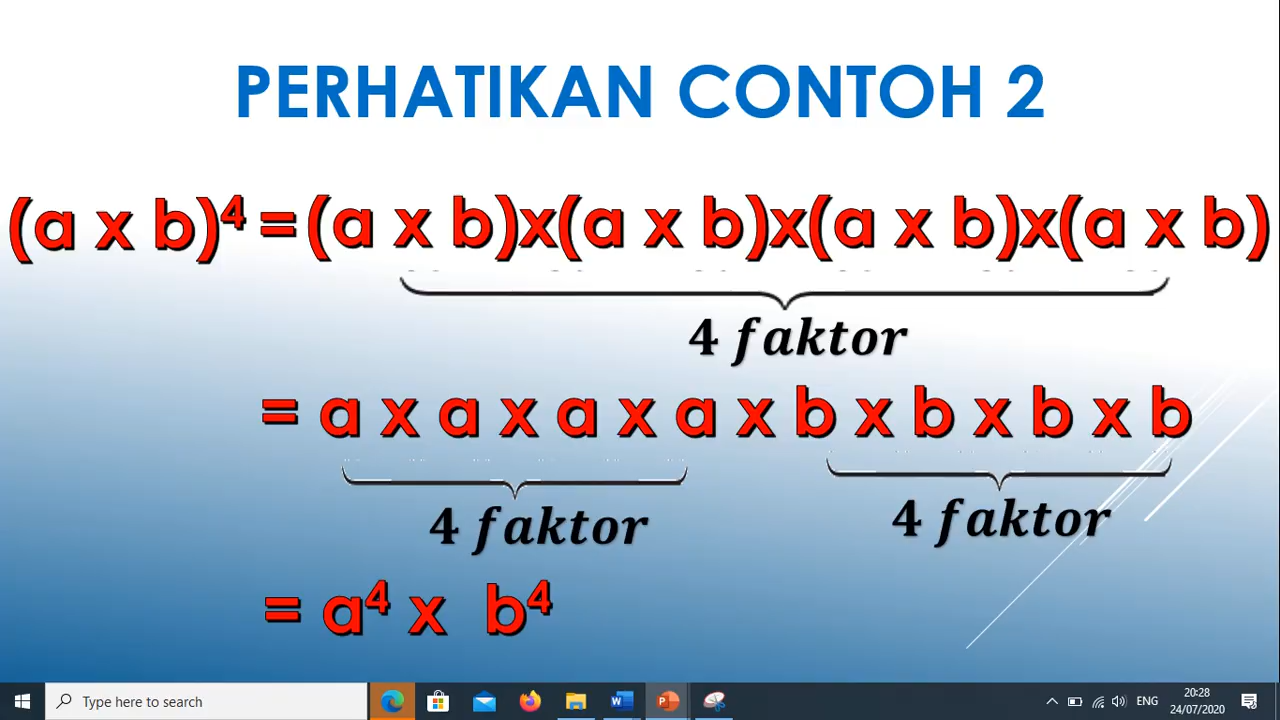 PERHATIKAN CONTOH 2
(a x b)⁴ = (a x b)x(a x b)x(a x b)x(a x b)
4 faktor
= a x a x a x a x b x b x b x b
4 faktor 4 faktor
= a⁴ x b⁴
Type here to search
ENG
20:28
24/07/2020